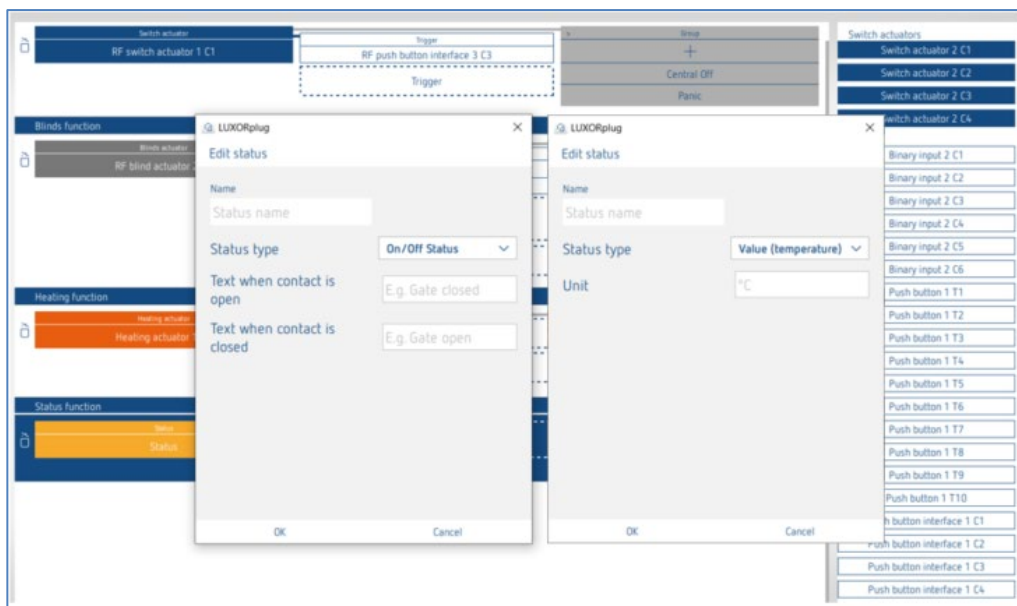 Switch actuator
RF switch actuator 1 C1
Trigger
RF push button interface 3 C3
Trigger
Group
+
Central Off
Panic
Blinds function
Blinds actuator
RF blind actuator
Heating function
Heating actuator
Heating actuator 1
Status function
Status
Status
LUXORplug
Edit status
Name
Status name
Status type
On/Off Status
Text when contact is
open
E.g. Gate closed
Text when contact is
closed
E.g. Gate open
OK
Cancel
LUXORplug
Edit status
Name
Status name
Status type
Value (temperature)
Unit
°C
OK
Cancel
Switch actuators
Switch actuator 2 C1
Switch actuator 2 C2
Switch actuator 2 C3
witch actuator 2 C4
Binary input 2 C1
Binary input 2 C2
Binary input 2 C3
Binary input 2 C4
Binary input 2 C5
Binary input 2 C6
Push button 1 T1
Push button 1 T2
Push button 1 T3
Push button 1 T4
Push button 1 T5
Push button 1 T6
Push button 1 T7
Push button 1 T8
Push button 1 T9
Push button 1 T10
h button interface 1 C1
Push button interface 1 C2
Push button interface 1 C3
Push button interface 1 C4